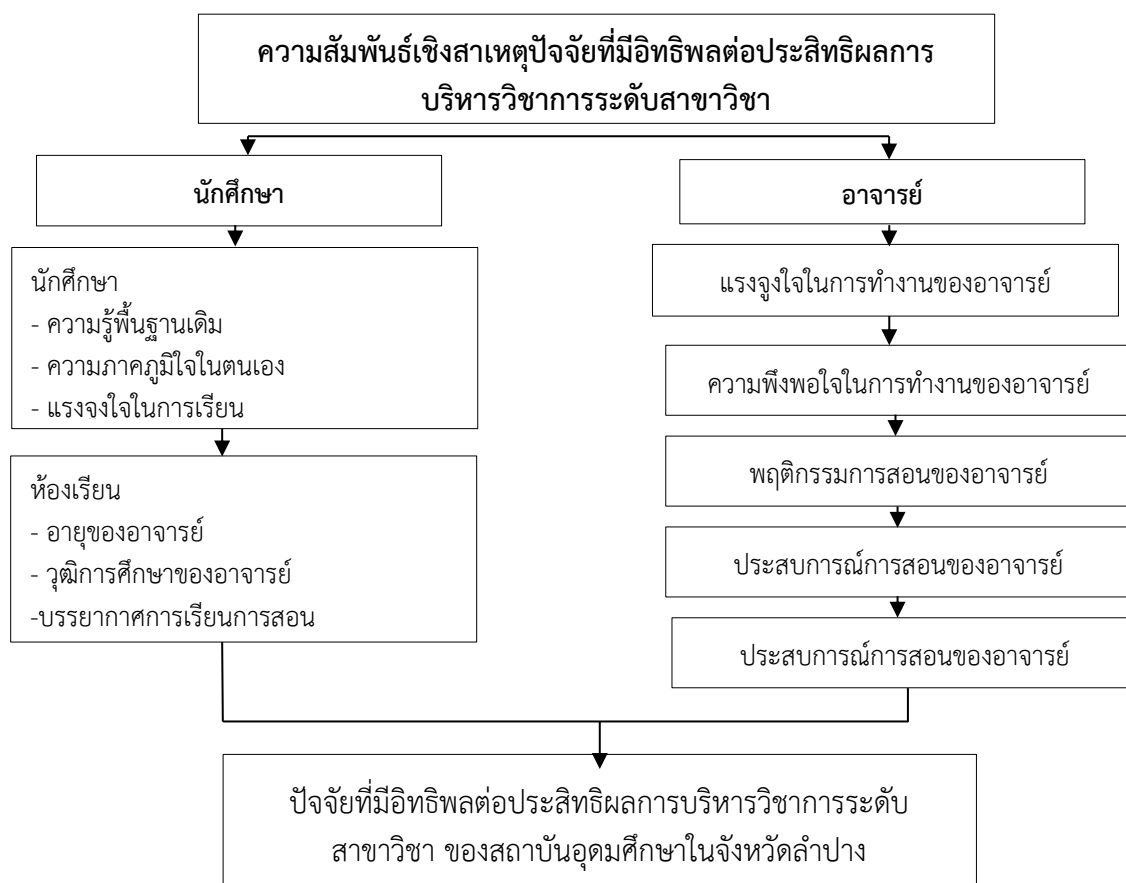 ความสัมพันธ์เชิงสาเหตุปัจจัยที่มีอิทธิพลต่อประสิทธิผลการ
บริหารวิชาการระดับสาขาวิชา
นักศึกษา
นักศึกษา
- ความรู้พื้นฐานเดิม
- ความภาคภูมิใจในตนเอง
- แรงจงใจในการเรียน
ห้องเรียน
- อายุของอาจารย์
- วุฒิการศึกษาของอาจารย์
-บรรยากาศการเรียนการสอน
อาจารย์
แรงจูงใจในการทำงานของอาจารย์
ความพึงพอใจในการทำงานของอาจารย์
พฤติกรรมการสอนของอาจารย์
ประสบการณ์การสอนของอาจารย์
ประสบการณ์การสอนของอาจารย์
ปัจจัยที่มีอิทธิพลต่อประสิทธิผลการบริหารวิชาการระดับ
สาขาวิชา ของสถาบันอุดมศึกษาในจังหวัดลำปาง